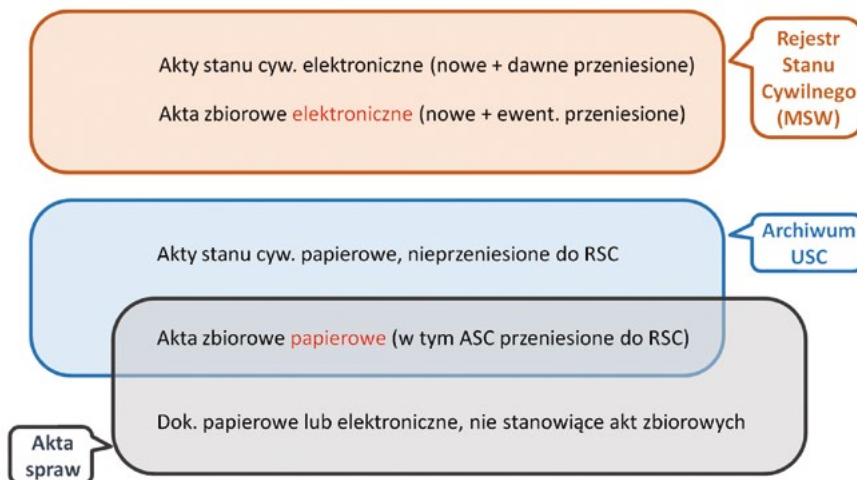 Akty stanu cyw. elektroniczne (nowe + dawne przeniesione)
Akta zbiorowe elektroniczne (nowe + ewent. przeniesione)
Rejestr
Stanu
Cywilnego
(MSW)
Akty stanu cyw. papierowe, nieprzeniesione do RSC
Archiwum
USC
Akta zbiorowe papierowe (w tym ASC przeniesione do RSC)
Dok. papierowe lub elektroniczne, nie stanowiące akt zbiorowych
Akta
spraw